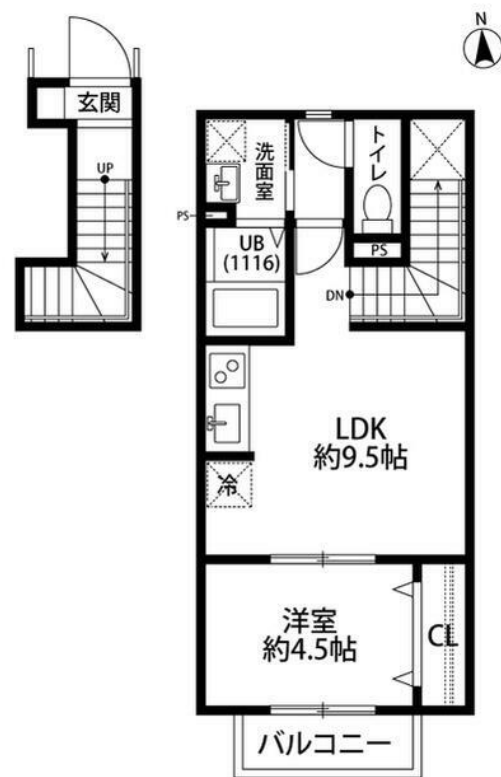 N
玄関
UP
洗面室
トイレ
PS
UB
(1116)
PS
DN
LDK
約9.5帖
冷
洋室
約4.5帖
CL
バルコニー